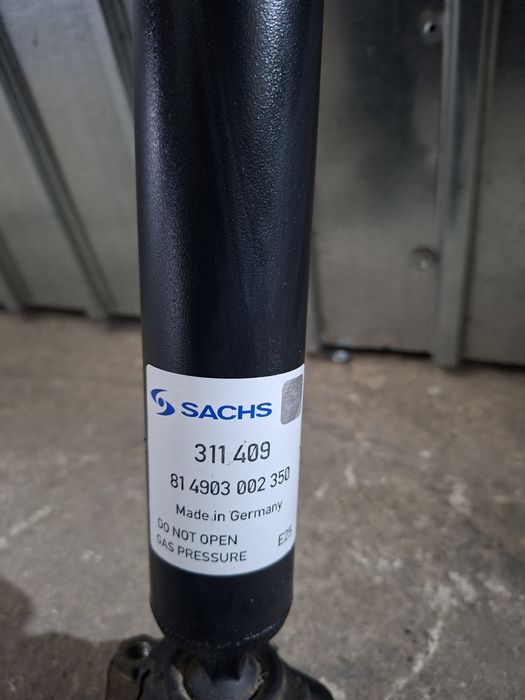 SACHS
311 409
81 4903 002 350
Made in Germany
DO NOT OPEN
GAS PRESSURE E25